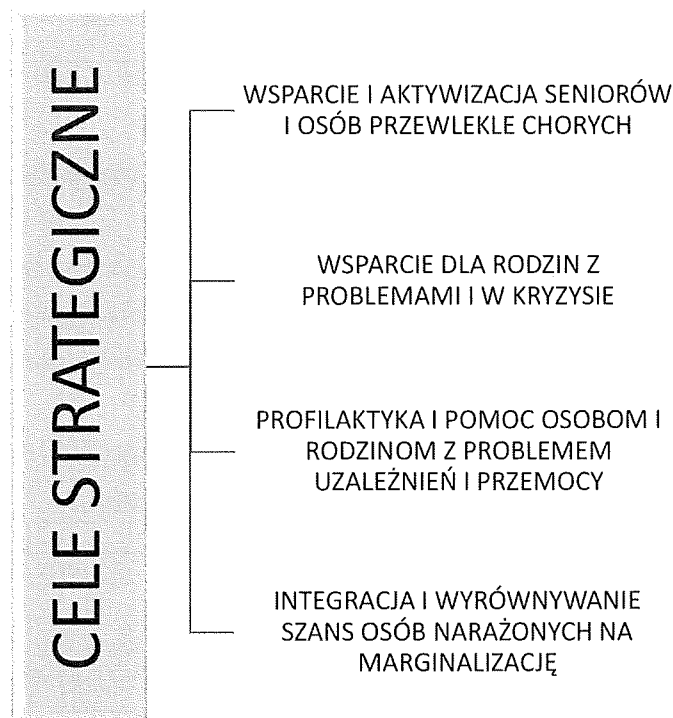 CELE STRATEGICZNE
WSPARCIE I AKTYWIZACJA SENIORÓW
I OSÓB PRZEWLEKLE CHORYCH
WSPARCIE DLA RODZIN Z
PROBLEMAMI I W KRYZYSIE
PROFILAKTYKA I POMOC OSOBOM I
RODZINOM Z PROBLEMEM
UZALEŻNIEŃ I PRZEMOCY
INTEGRACJA I WYRÓWNYWANIE
SZANS OSÓB NARAŻONYCH NA
MARGINALIZACJĘ